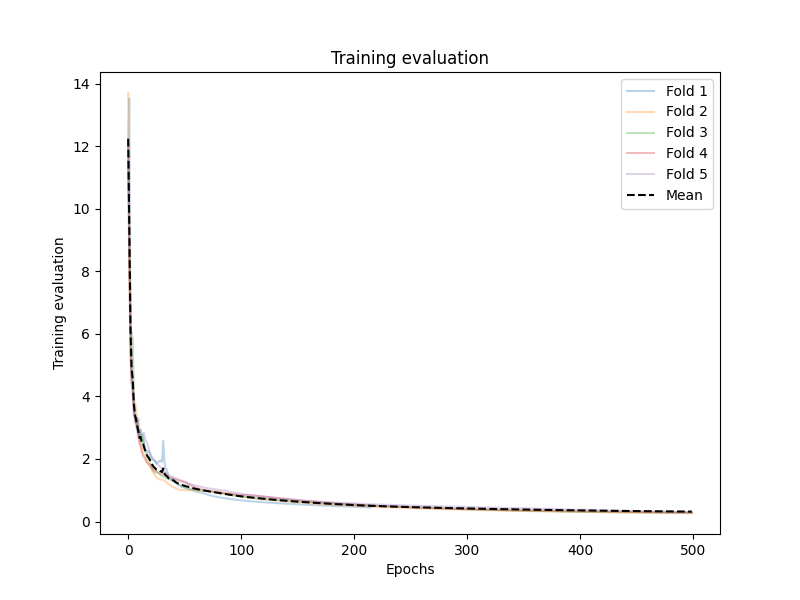 Training evaluation
14
12
10
8
6
4
2
0
Training evaluation
Fold 1
Fold 2
Fold 3
Fold 4
Fold 5
Mean
0 100 200 300 400 500
Epochs